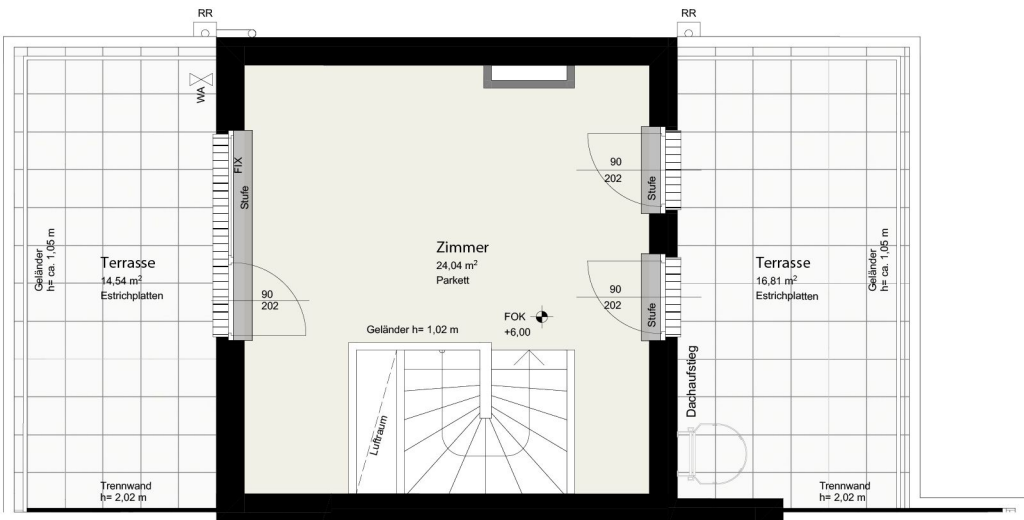 RR
RR
WA
FIX
Stufe
90
202
Stufe
Geländer
h= ca. 1,05 m
Terrasse
14,54 m²
Estrichplatten
Zimmer
24,04 m²
Parkett
Terrasse
16,81 m²
Estrichplatten
Geländer
h= ca. 1,05 m
90
202
90
202
Stufe
FOK
+6,00
Geländer h= 1,02 m
Luftraum
Dachaufstieg
Trennwand
h= 2,02 m
Trennwand
h= 2,02 m